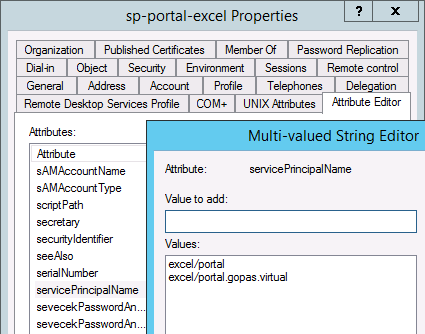 sp-portal-excel Properties
? x
Organization Published Certificates Member Of Password Replication
Dial-in Object Security Environment Sessions Remote control
General Address Account Profile Telephones Delegation
Remote Desktop Services Profile COM+ UNIX Attributes Attribute Editor
Attributes:
Attribute
sAMAccountName
sAMAccountType
scriptPath
secretary
securityIdentifier
seeAlso
serialNumber
servicePrincipalName
sevecekPasswordAn...
sevecekPasswordAn...
Multi-valued String Editor
Attribute: servicePrincipalName
Value to add:
Values:
excel/portal
excel/portal.gopas.virtual